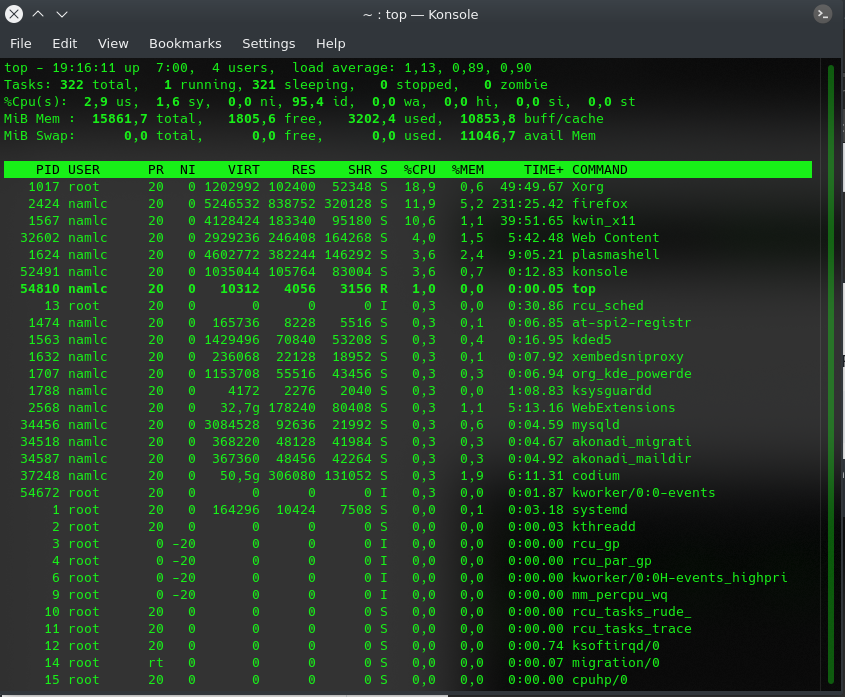 ~ : top — Konsole
File Edit View Bookmarks Settings Help
top - 19:16:11 up  7:00,  4 users,  load average: 1,13, 0,89, 0,90
Tasks: 322 total,   1 running, 321 sleeping,   0 stopped,   0 zombie
%Cpu(s):  2,9 us,  1,6 sy,  0,0 ni, 95,4 id,  0,0 wa,  0,0 hi,  0,0 si,  0,0 st
MiB Mem :  15861,7 total,   1805,6 free,   3202,4 used,  10853,8 buff/cache
MiB Swap:      0,0 total,      0,0 free,      0,0 used.  11046,7 avail Mem
PID USER PR NI VIRT RES SHR S %CPU %MEM TIME+ COMMAND
1017 root 20 0 1202992 102400 52348 S 18,9 0,6 49:49.67 Xorg
2424 namlc 20 0 5246532 838752 320128 S 11,9 5,2 231:25.42 firefox
1567 namlc 20 0 4128424 183340 95180 S 10,6 1,1 39:51.65 kwin_x11
32602 namlc 20 0 2929236 246408 164268 S 4,0 1,5 5:42.48 Web Content
1624 namlc 20 0 4602772 382244 146292 S 3,6 2,4 9:05.21 plasmashell
52491 namlc 20 0 1035044 105764 83004 S 3,6 0,7 0:12.83 konsole
54810 namlc 20 0 10312 4056 3156 R 1,0 0,0 0:00.05 top
13 root 20 0 0 0 0 I 0,3 0,0 0:30.86 rcu_sched
1474 namlc 20 0 165736 8228 5516 S 0,3 0,1 0:06.85 at-spi2-registr
1563 namlc 20 0 1429496 70840 53208 S 0,3 0,4 0:16.95 kded5
1632 namlc 20 0 236068 22128 18952 S 0,3 0,1 0:07.92 xembedsniproxy
1707 namlc 20 0 1153708 55516 43456 S 0,3 0,3 0:06.94 org_kde_powerde
1788 namlc 20 0 4172 2276 2040 S 0,3 0,0 1:08.83 ksysguardd
2568 namlc 20 0 32,7g 178240 80408 S 0,3 1,1 5:13.16 WebExtensions
34456 namlc 20 0 3084528 92636 21992 S 0,3 0,6 0:04.59 mysqld
34518 namlc 20 0 368220 48128 41984 S 0,3 0,3 0:04.67 akonadi_migrati
34587 namlc 20 0 367360 48456 42264 S 0,3 0,3 0:04.92 akonadi_maildir
37248 namlc 20 0 50,5g 306080 131052 S 0,3 1,9 6:11.31 codium
54672 root 20 0 0 0 0 I 0,3 0,0 0:01.87 kworker/0:0-events
1 root 20 0 164296 10424 7508 S 0,0 0,1 0:03.18 systemd
2 root 20 0 0 0 0 S 0,0 0,0 0:00.03 kthreadd
3 root 0 -20 0 0 0 I 0,0 0,0 0:00.00 rcu_gp
4 root 0 -20 0 0 0 I 0,0 0,0 0:00.00 rcu_par_gp
6 root 0 -20 0 0 0 I 0,0 0,0 0:00.00 kworker/0:0H-events_highpri
9 root 0 -20 0 0 0 I 0,0 0,0 0:00.00 mm_percpu_wq
10 root 20 0 0 0 0 S 0,0 0,0 0:00.00 rcu_tasks_rude_
11 root 20 0 0 0 0 S 0,0 0,0 0:00.00 rcu_tasks_trace
12 root 20 0 0 0 0 S 0,0 0,0 0:00.74 ksoftirqd/0
14 root rt 0 0 0 0 S 0,0 0,0 0:00.07 migration/0
15 root 20 0 0 0 0 S 0,0 0,0 0:00.00 cpuhp/0